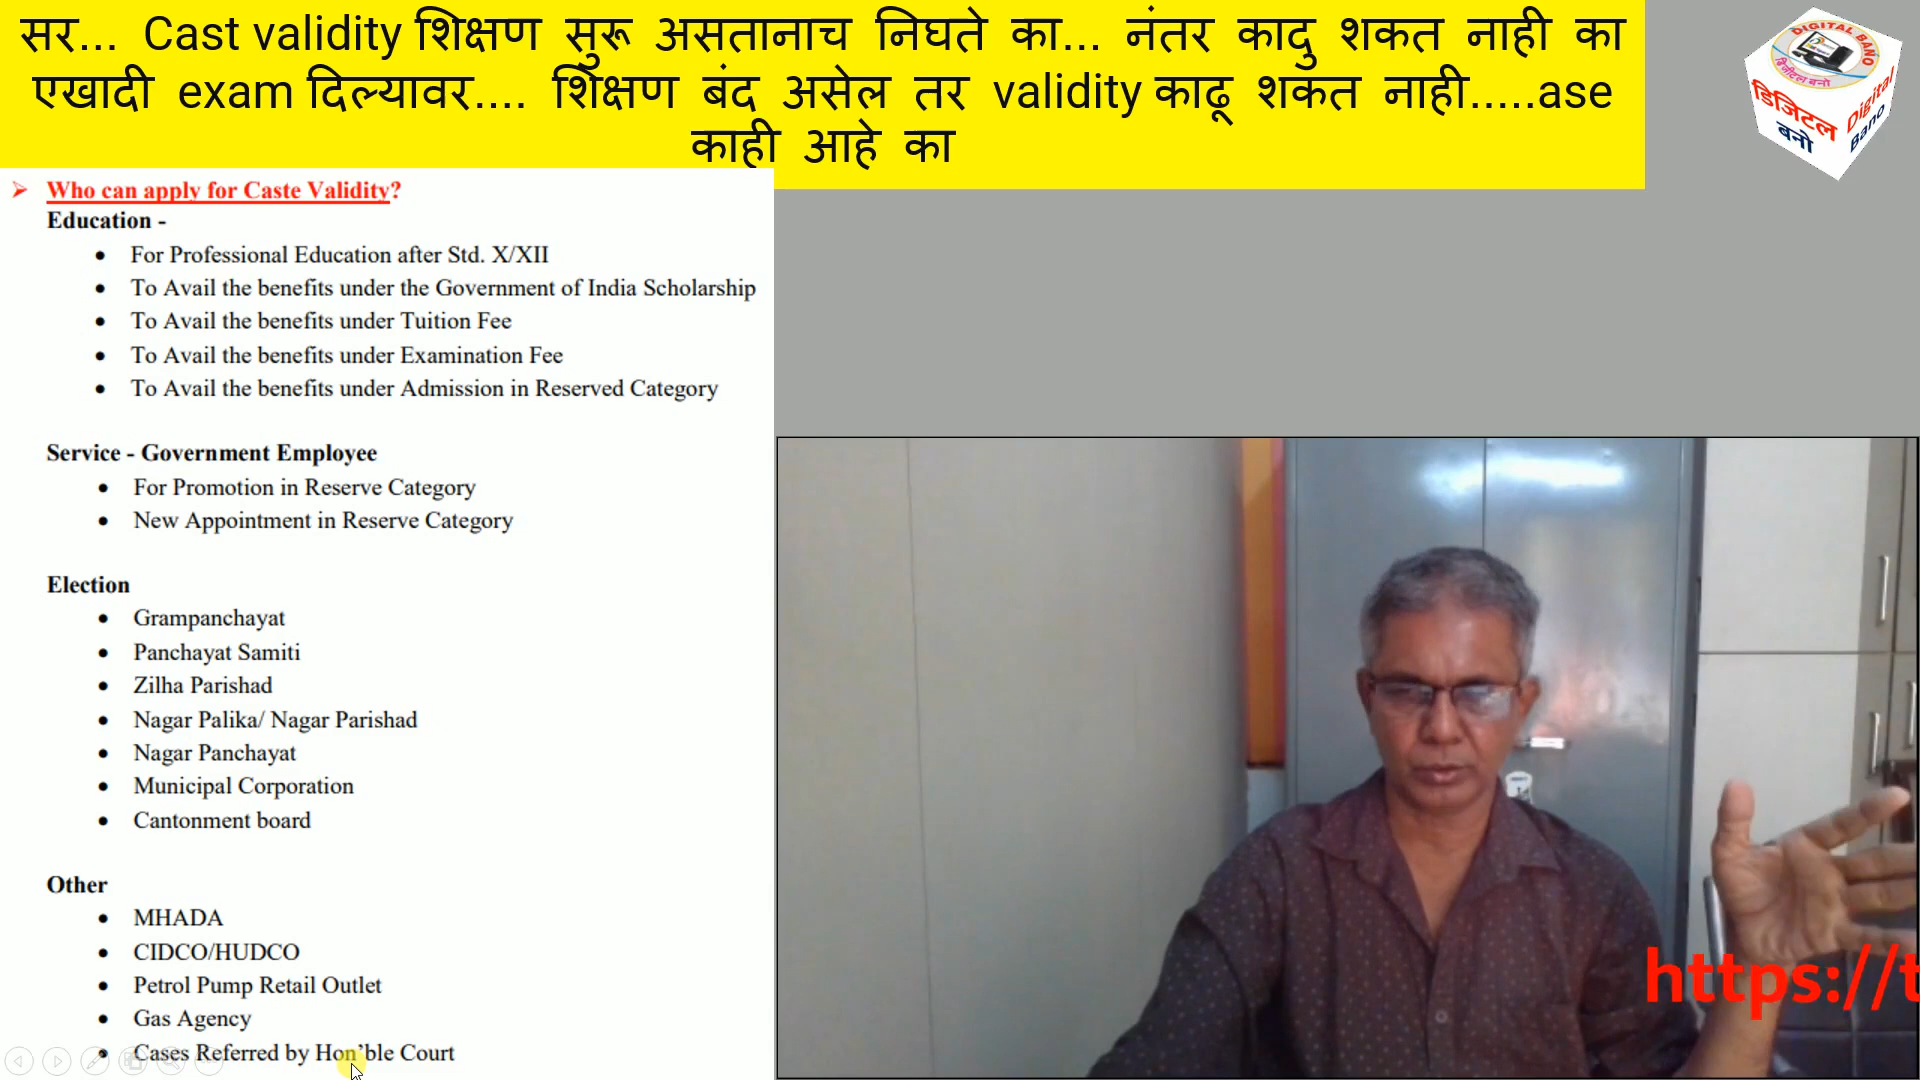 सर... Cast validity शिक्षण सुरू असतानाच निघते का... नंतर कादु शकत नाही का
एखादी exam दिल्यावर.... शिक्षण बंद असेल तर validity काढू शकत नाही.....ase
काही आहे का
DIGITAL BANO
डिजीटल बनो
डिजिटल
बनो
Digital
Bano
Who can apply for Caste Validity?
Education -
• For Professional Education after Std. X/XII
• To Avail the benefits under the Government of India Scholarship
• To Avail the benefits under Tuition Fee
• To Avail the benefits under Examination Fee
• To Avail the benefits under Admission in Reserved Category
Service - Government Employee
• For Promotion in Reserve Category
• New Appointment in Reserve Category
Election
• Grampanchayat
• Panchayat Samiti
• Zilha Parishad
• Nagar Palika/ Nagar Parishad
• Nagar Panchayat
• Municipal Corporation
• Cantonment board
Other
• MHADA
• CIDCO/HUDCO
• Petrol Pump Retail Outlet
• Gas Agency
• Cases Referred by Hon’ble Court
https://t